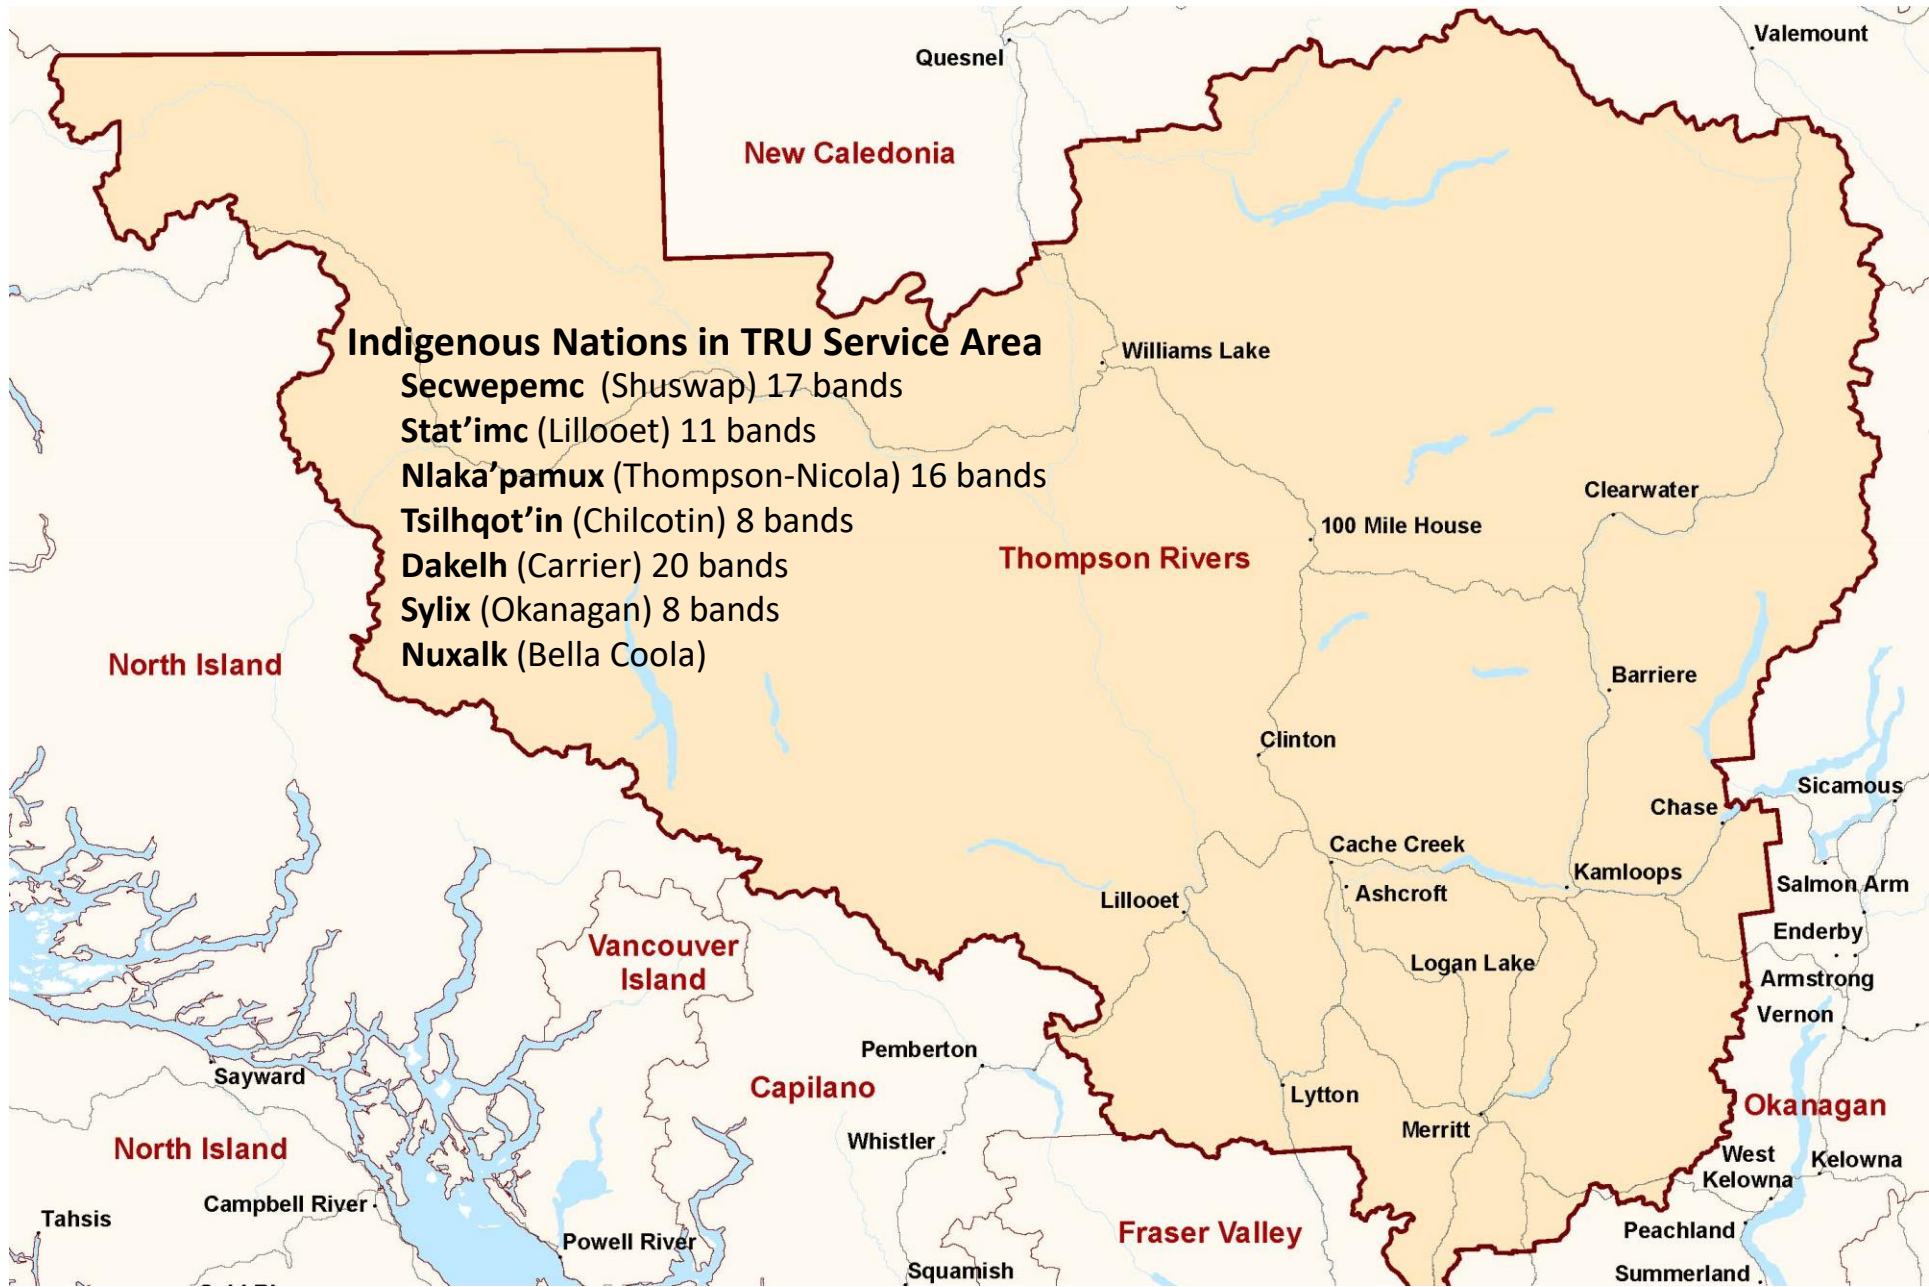 Quesnel
Valemount
New Caledonia
Indigenous Nations in TRU Service Area
Secwepemc (Shuswap) 17 bands
Stat’imc (Lillooet) 11 bands
Nlaka’pamux (Thompson-Nicola) 16 bands
Tsilhqot’in (Chilcotin) 8 bands
Dakelh (Carrier) 20 bands
Sylix (Okanagan) 8 bands
Nuxalk (Bella Coola)
Williams Lake
Clearwater
100 Mile House
Thompson Rivers
North Island
Barriere
Clinton
Sicamous
Chase
Cache Creek
Kamloops
Ashcroft
Salmon Arm
Lillooet
Enderby
Vancouver
Island
Logan Lake
Armstrong
Vernon
Pemberton
Sayward
Capilano
Lytton
Okanagan
Merritt
Whistler
North Island
West
Kelowna
Kelowna
Campbell River
Tahsis
Fraser Valley
Peachland
Powell River
Squamish
Summerland